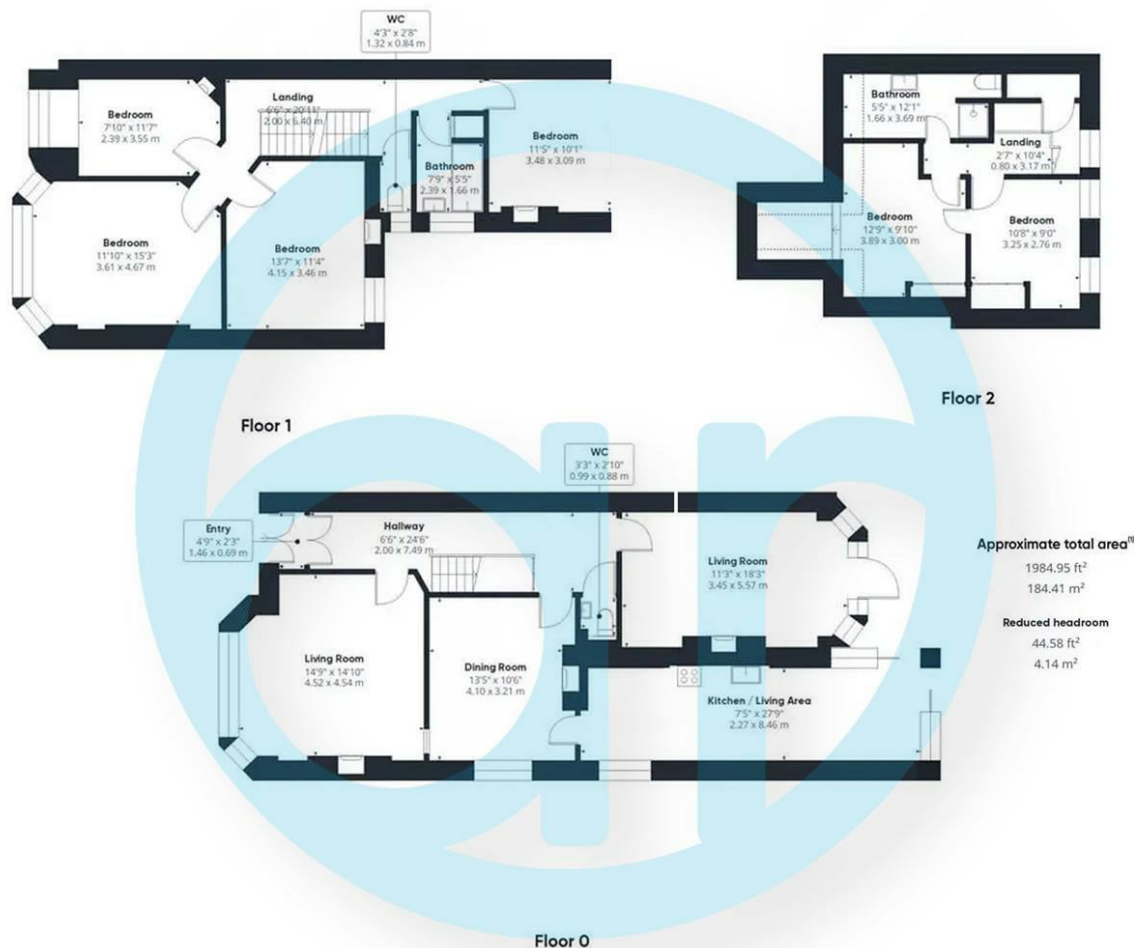 WC
4'3" x 2'8"
1.32 x 0.84 m
Bedroom
7'10" x 11'7"
2.39 x 3.55 m
Landing
6'6" x 20'11"
2.00 x 6.40 m
Bedroom
11'5" x 10'1"
3.48 x 3.09 m
Bathroom
7'9" x 5'5"
2.39 x 1.66 m
Bedroom
11'10" x 15'3"
3.61 x 4.67 m
Bedroom
13'7" x 11'4"
4.15 x 3.46 m
Floor 1
Bathroom
5'5" x 12'1"
1.66 x 3.69 m
Landing
2'7" x 10'4"
0.80 x 3.17 m
Bedroom
12'9" x 9'10"
3.89 x 3.00 m
Bedroom
10'8" x 9'0"
3.25 x 2.76 m
Floor 2
WC
3'3" x 2'10"
0.99 x 0.88 m
Entry
4'9" x 2'3"
1.46 x 0.69 m
Hallway
6'6" x 24'6"
2.00 x 7.49 m
Living Room
11'3" x 18'3"
3.45 x 5.57 m
Living Room
14'9" x 14'10"
4.52 x 4.54 m
Dining Room
13'5" x 10'6"
4.10 x 3.21 m
Kitchen / Living Area
7'5" x 27'9"
2.27 x 8.46 m
Floor 0
Approximate total area(1)
1984.95 ft²
184.41 m²
Reduced headroom
44.58 ft²
4.14 m²